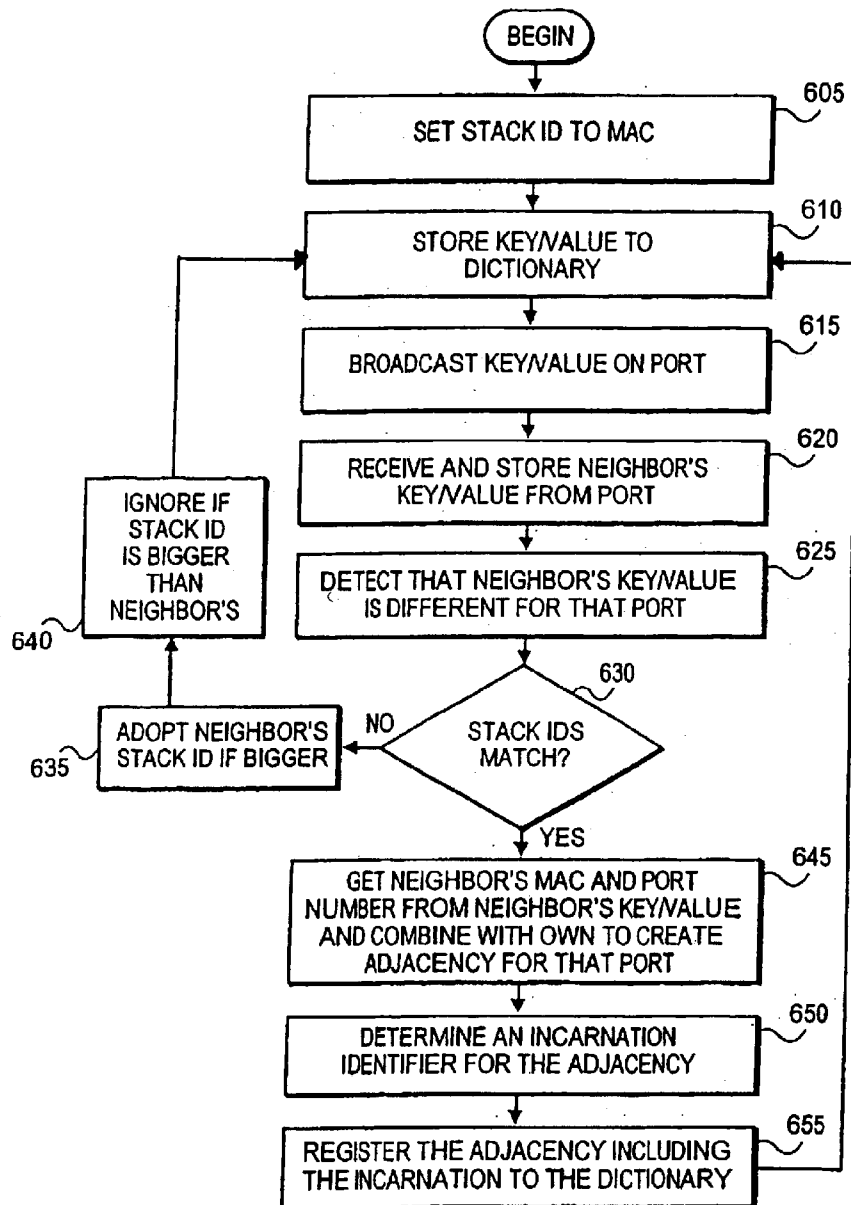 BEGIN
605
SET STACK ID TO MAC
610
STORE KEY/VALUE TO
DICTIONARY
615
BROADCAST KEY/VALUE ON PORT
620
RECEIVE AND STORE NEIGHBOR'S
KEY/VALUE FROM PORT
625
DETECT THAT NEIGHBOR'S KEY/VALUE
IS DIFFERENT FOR THAT PORT
630
STACK IDS
MATCH?
NO
ADOPT NEIGHBOR'S
STACK ID IF BIGGER
635
IGNORE IF
STACK ID
IS BIGGER
THAN
NEIGHBOR'S
640
YES
645
GET NEIGHBOR'S MAC AND PORT
NUMBER FROM NEIGHBOR'S KEY/VALUE
AND COMBINE WITH OWN TO CREATE
ADJACENCY FOR THAT PORT
650
DETERMINE AN INCARNATION
IDENTIFIER FOR THE ADJACENCY
655
REGISTER THE ADJACENCY INCLUDING
THE INCARNATION TO THE DICTIONARY